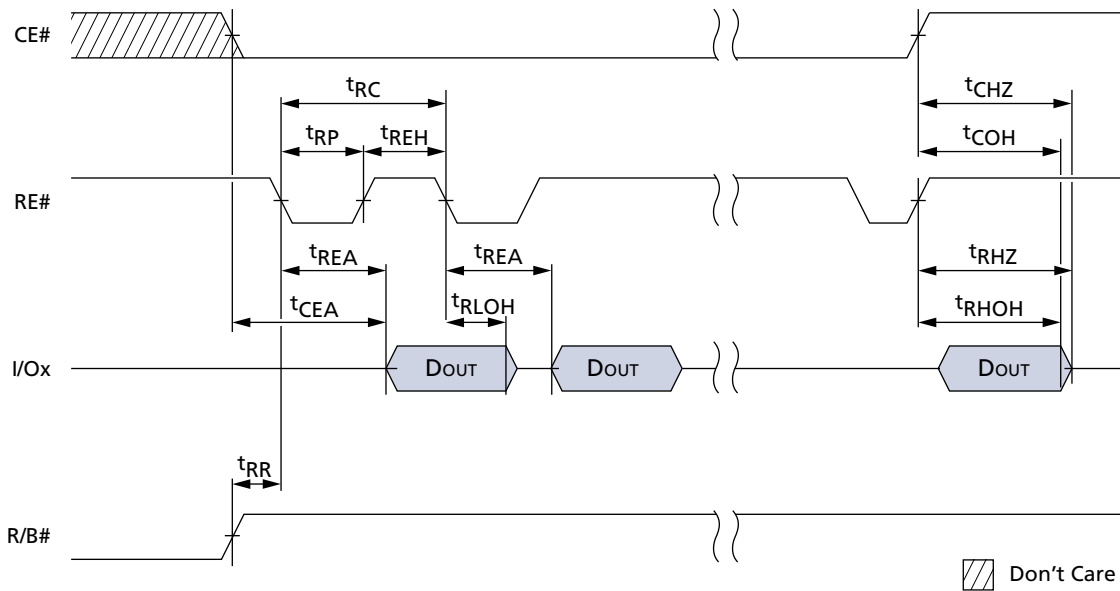 CE#
tRC
tCHZ
tRP
tREH
tCOH
RE#
tREA
tREA
tRHZ
tCEA
tRLOH
tRHOH
I/Ox
DOUT
DOUT
DOUT
tRR
R/B#
Don't Care